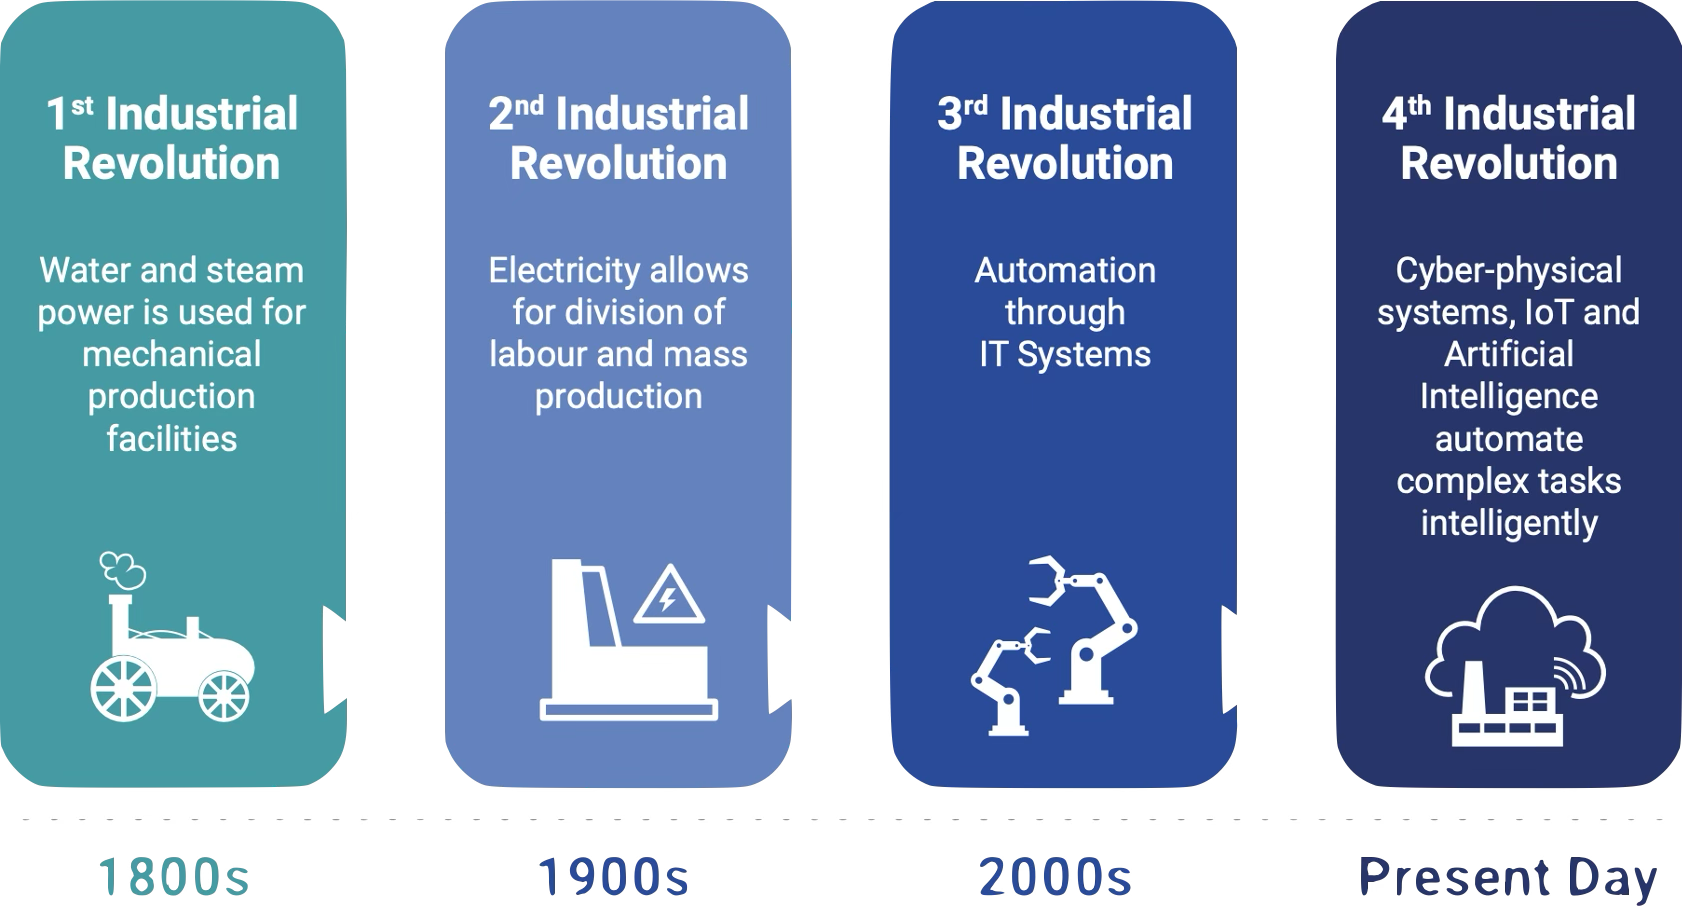 1st Industrial
Revolution
Water and steam
power is used for
mechanical
production
facilities
2nd Industrial
Revolution
Electricity allows
for division of
labour and mass
production
3rd Industrial
Revolution
Automation
through
IT Systems
4th Industrial
Revolution
Cyber-physical
systems, IoT and
Artificial
Intelligence
automate
complex tasks
intelligently
1800s
1900s
2000s
Present Day